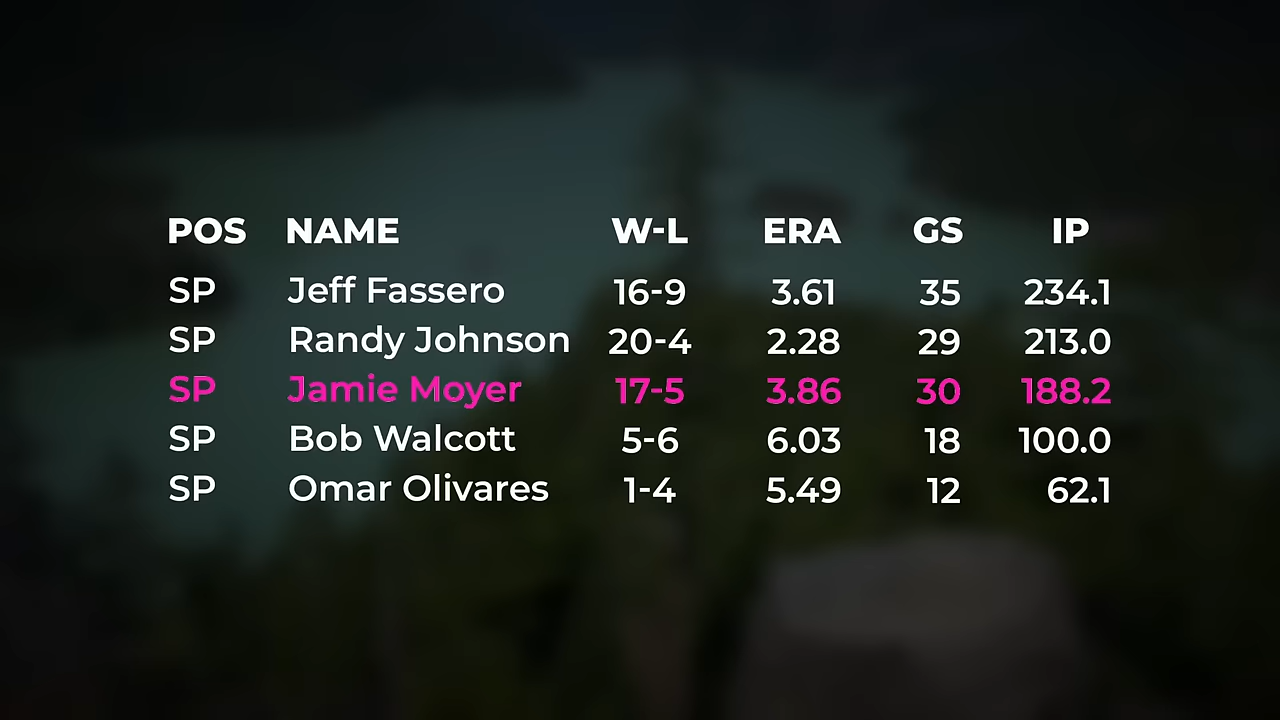 POS NAME W-L ERA GS IP
SP Jeff Fassero 16-9 3.61 35 234.1
SP Randy Johnson 20-4 2.28 29 213.0
SP Jamie Moyer 17-5 3.86 30 188.2
SP Bob Walcott 5-6 6.03 18 100.0
SP Omar Olivares 1-4 5.49 12 62.1